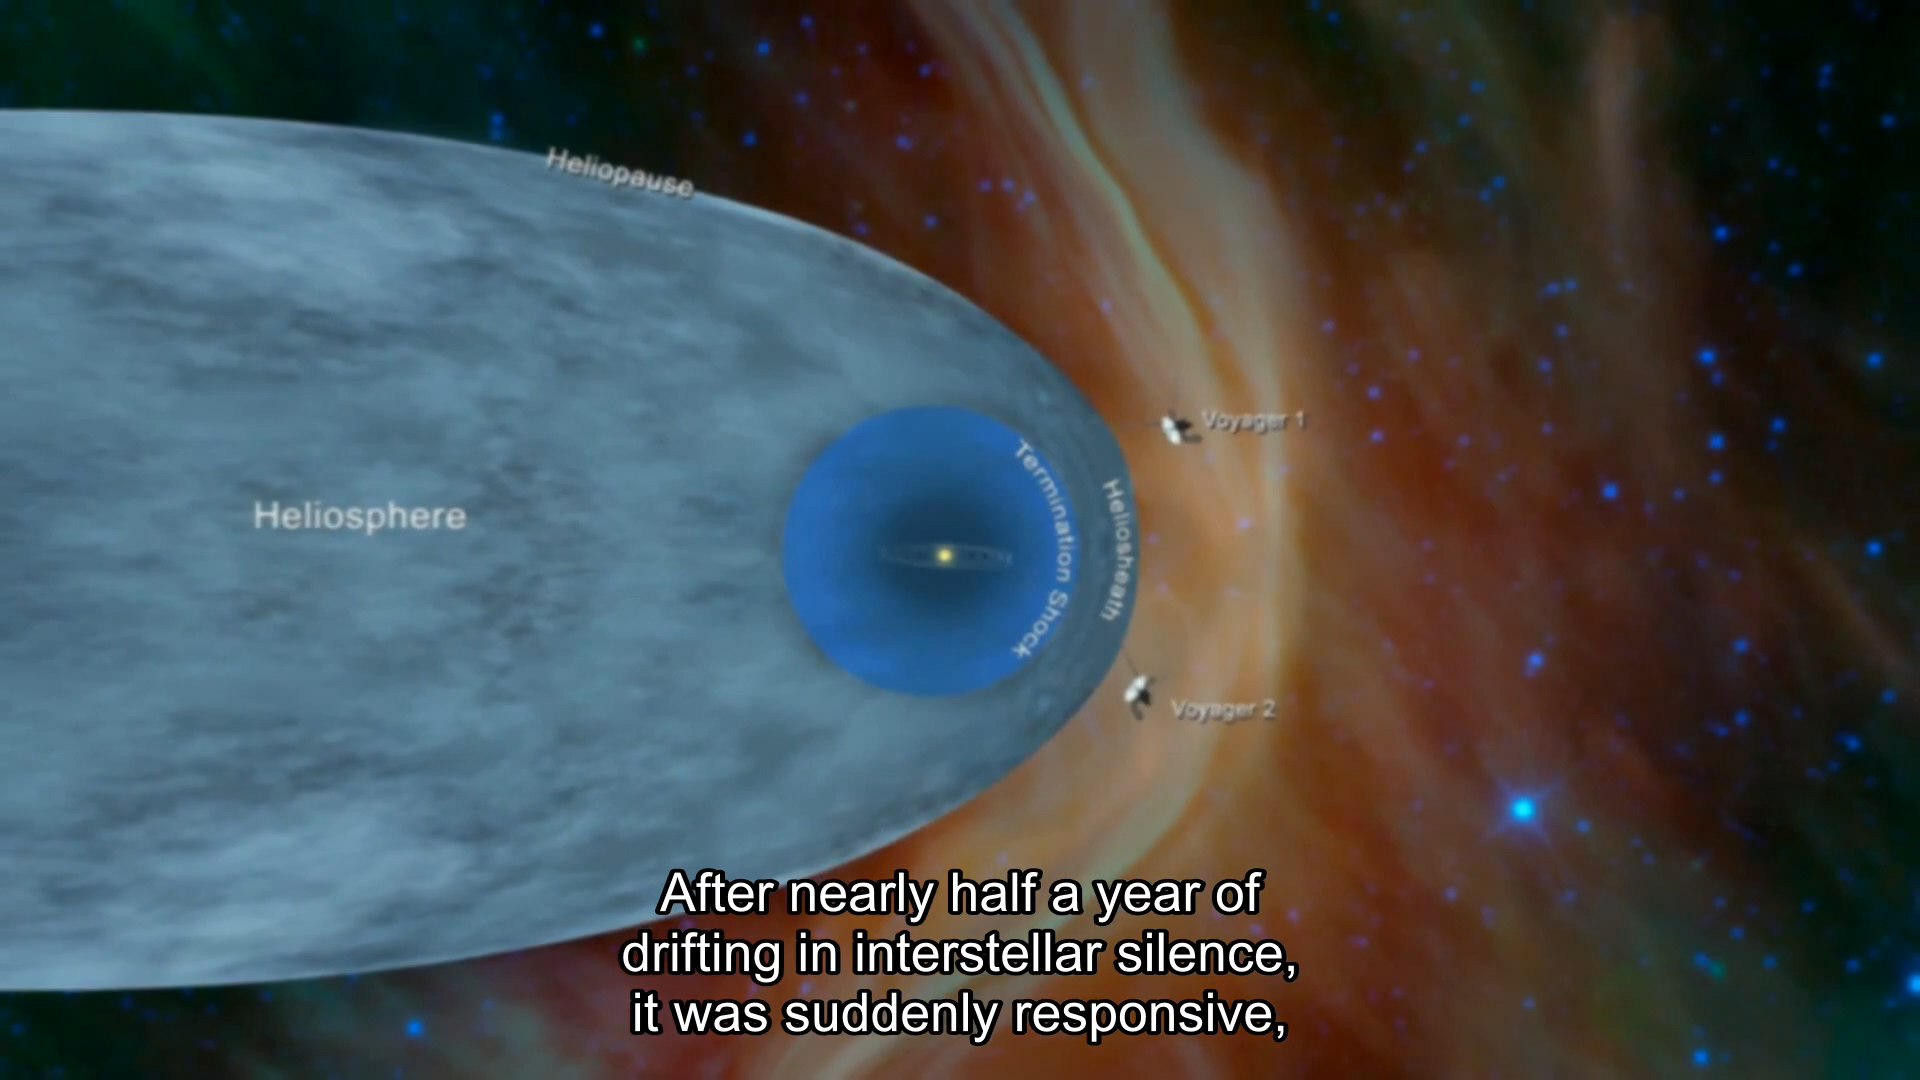 Heliopause
Voyager 1
Termination Shock
Heliosheath
Heliosphere
Voyager 2
After nearly half a year of
drifting in interstellar silence,
it was suddenly responsive,